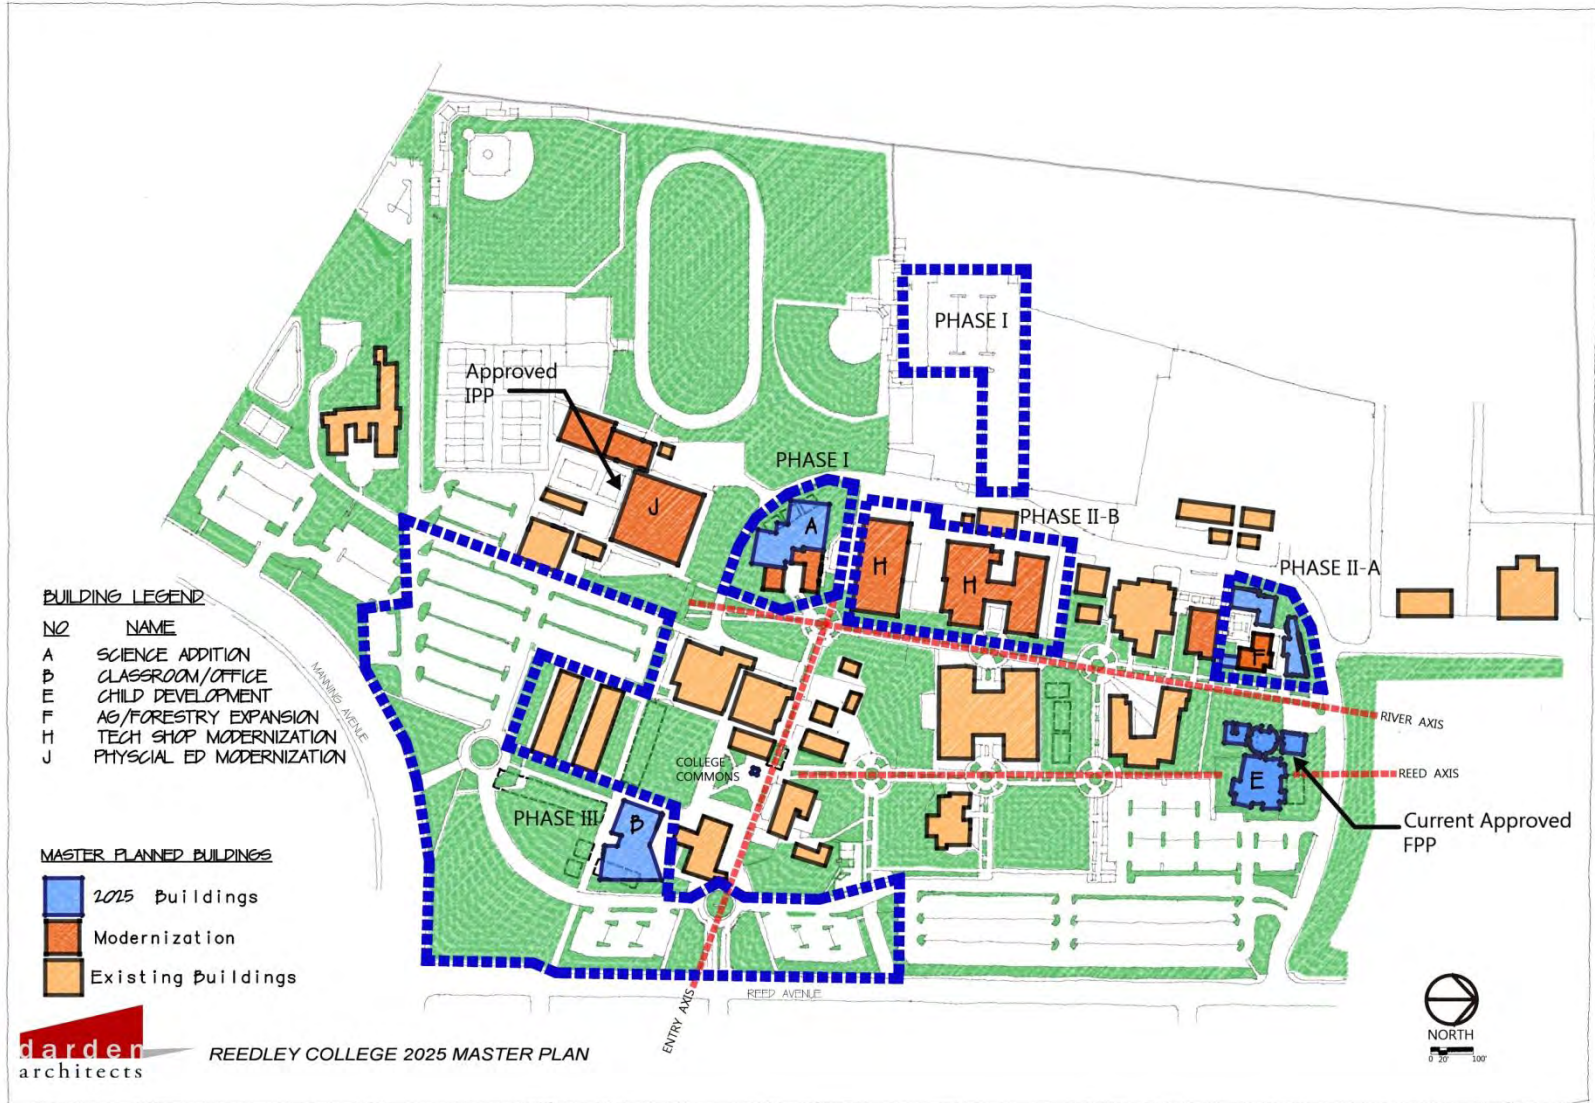 PHASE I
Approved
IPP
PHASE I
J
A
PHASE II-B
H
H
PHASE II-A
F
BUILDING LEGEND
NO NAME
A SCIENCE ADDITION
B CLASSROOM/OFFICE
E CHILD DEVELOPMENT
F AG/FORESTRY EXPANSION
H TECH SHOP MODERNIZATION
J PHYSCIAL ED MODERNIZATION
MANNING AVENUE
RIVER AXIS
COLLEGE
COMMONS
REED AXIS
E
PHASE III
B
Current Approved
FPP
MASTER PLANNED BUILDINGS
2025 Buildings
Modernization
Existing Buildings
REED AVENUE
ENTRY AXIS
NORTH
0 20' 100'
darden
architects
REEDLEY COLLEGE 2025 MASTER PLAN